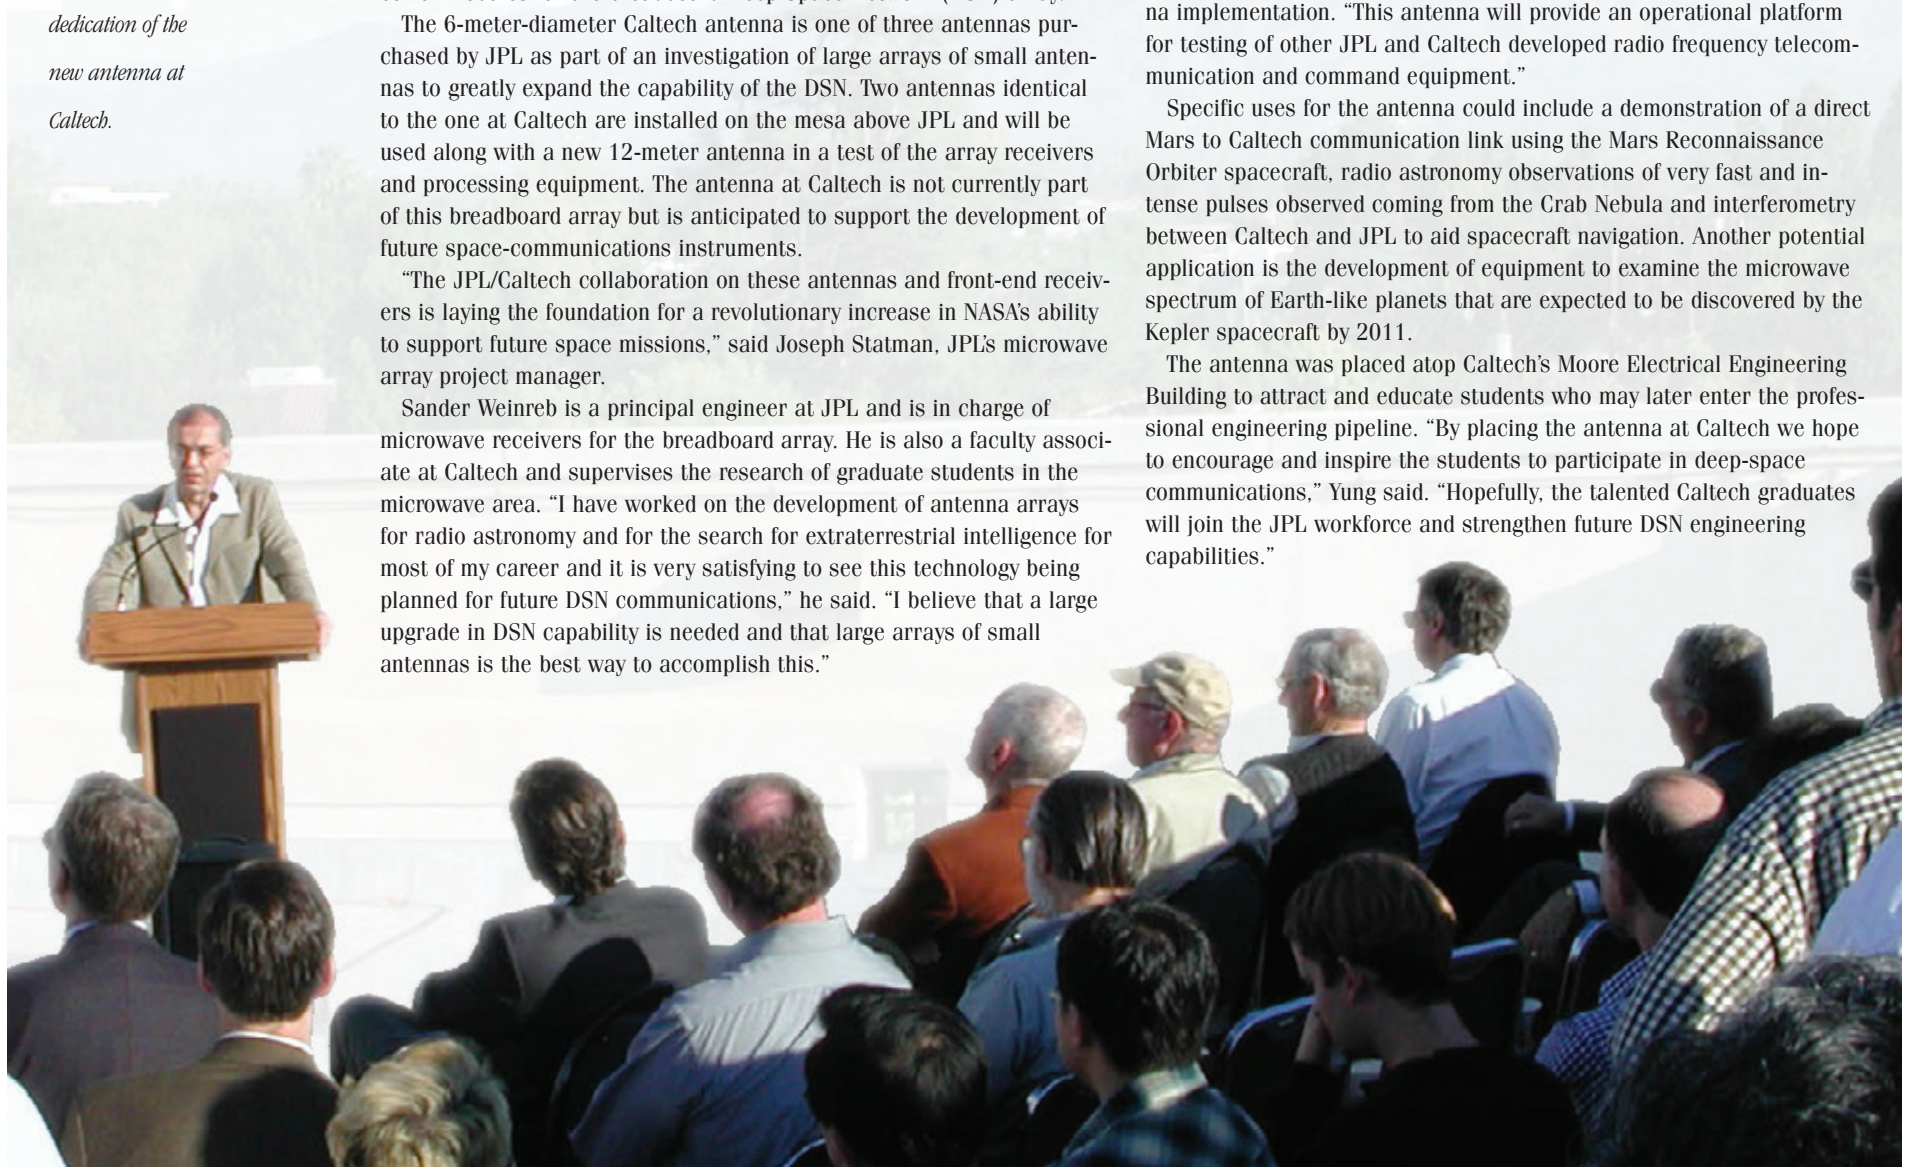 dedication of the
new antenna at
Caltech.
The 6-meter-diameter Caltech antenna is one of three antennas pur-
chased by JPL as part of an investigation of large arrays of small anten-
nas to greatly expand the capability of the DSN. Two antennas identical
to the one at Caltech are installed on the mesa above JPL and will be
used along with a new 12-meter antenna in a test of the array receivers
and processing equipment. The antenna at Caltech is not currently part
of this breadboard array but is anticipated to support the development of
future space-communications instruments.
“The JPL/Caltech collaboration on these antennas and front-end receiv-
ers is laying the foundation for a revolutionary increase in NASA’s ability
to support future space missions,” said Joseph Statman, JPL’s microwave
array project manager.
Sander Weinreb is a principal engineer at JPL and is in charge of
microwave receivers for the breadboard array. He is also a faculty associ-
ate at Caltech and supervises the research of graduate students in the
microwave area. “I have worked on the development of antenna arrays
for radio astronomy and for the search for extraterrestrial intelligence for
most of my career and it is very satisfying to see this technology being
planned for future DSN communications,” he said. “I believe that a large
upgrade in DSN capability is needed and that large arrays of small
antennas is the best way to accomplish this.”
na implementation. “This antenna will provide an operational platform
for testing of other JPL and Caltech developed radio frequency telecom-
munication and command equipment.”
Specific uses for the antenna could include a demonstration of a direct
Mars to Caltech communication link using the Mars Reconnaissance
Orbiter spacecraft, radio astronomy observations of very fast and in-
tense pulses observed coming from the Crab Nebula and interferometry
between Caltech and JPL to aid spacecraft navigation. Another potential
application is the development of equipment to examine the microwave
spectrum of Earth-like planets that are expected to be discovered by the
Kepler spacecraft by 2011.
The antenna was placed atop Caltech’s Moore Electrical Engineering
Building to attract and educate students who may later enter the profes-
sional engineering pipeline. “By placing the antenna at Caltech we hope
to encourage and inspire the students to participate in deep-space
communications,” Yung said. “Hopefully, the talented Caltech graduates
will join the JPL workforce and strengthen future DSN engineering
capabilities.”